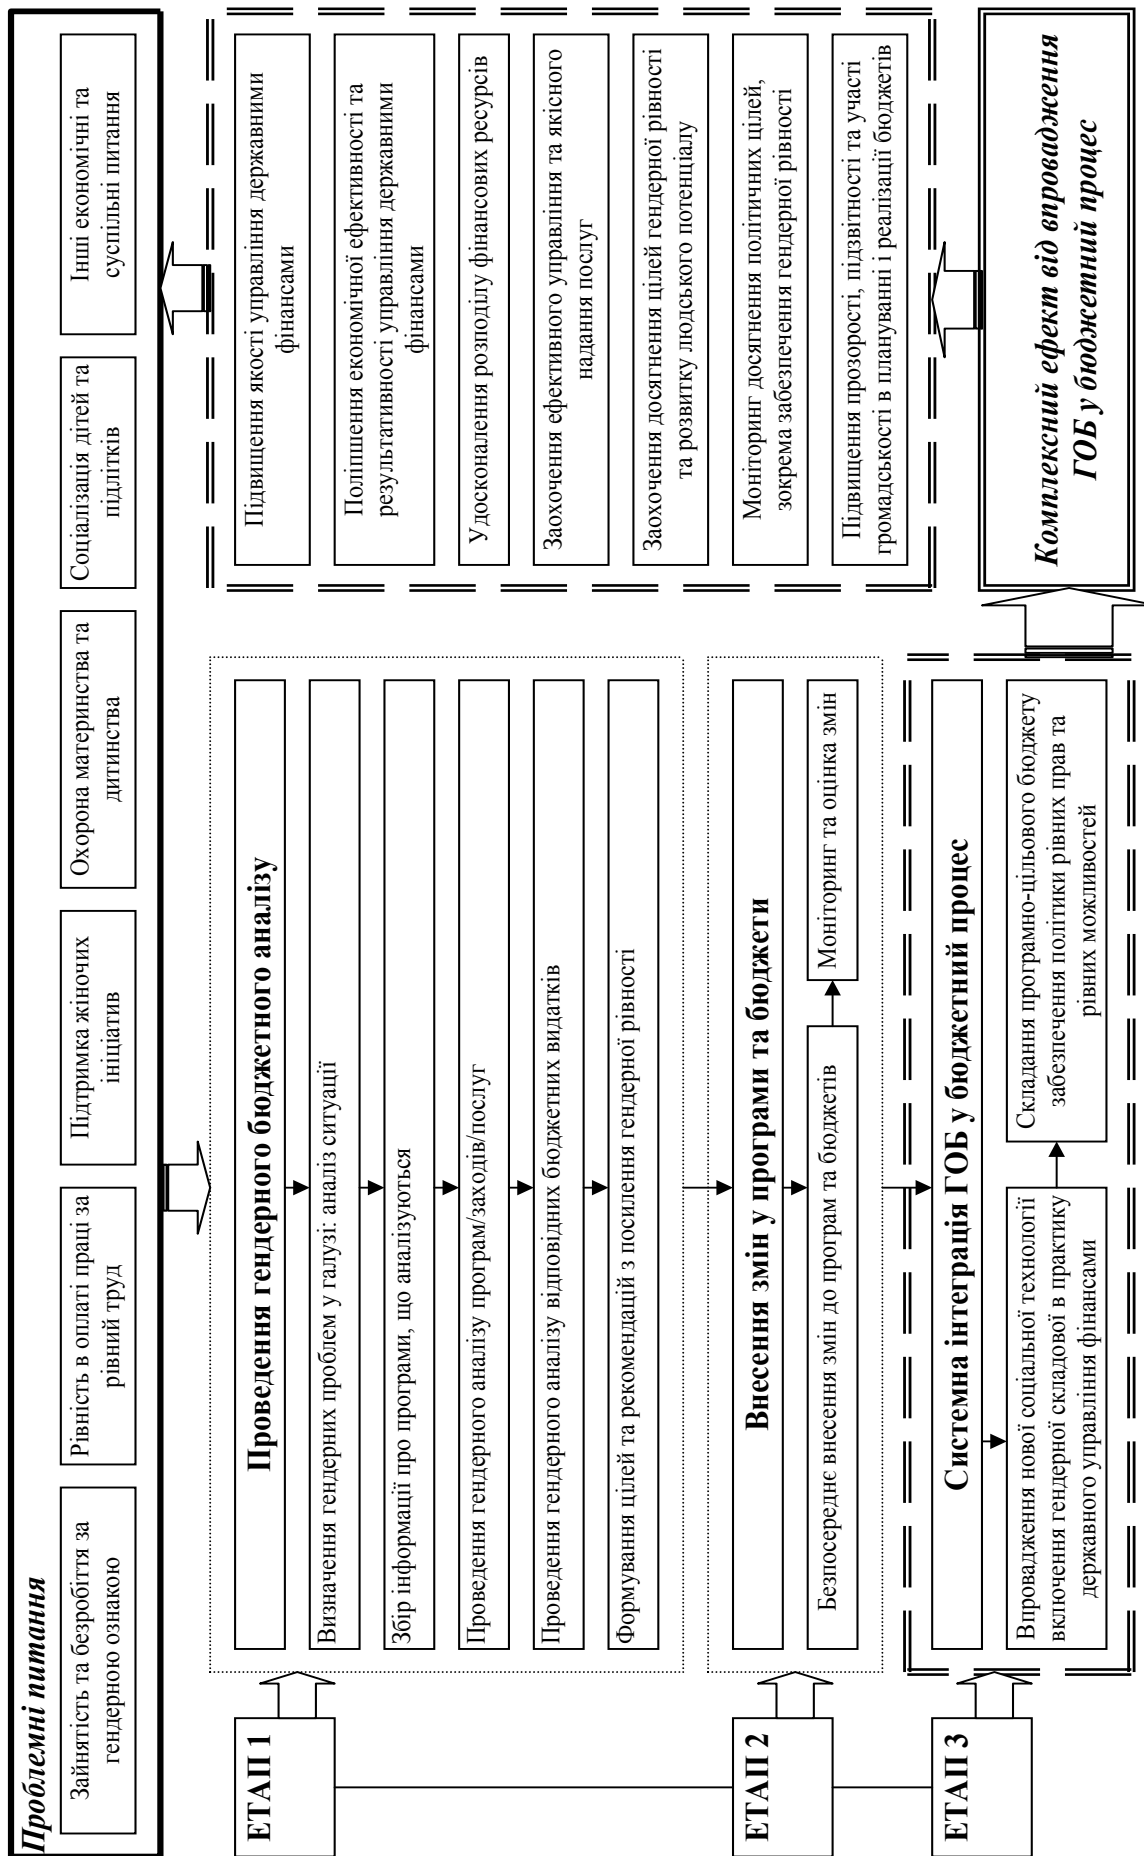 Проблемні питання
Зайнятість та безробіття за
гендерною ознакою
Рівність в оплаті праці за
рівний труд
Підтримка жіночих
ініціатив
Охорона материнства та
дитинства
Соціалізація дітей та
підлітків
Інші економічні та
суспільні питання
ЕТАП 1
Проведення гендерного бюджетного аналізу
Визначення гендерних проблем у галузі: аналіз ситуації
Збір інформації про програми, що аналізуються
Проведення гендерного аналізу програм/заходів/послуг
Проведення гендерного аналізу відповідних бюджетних видатків
Формування цілей та рекомендацій з посилення гендерної рівності
ЕТАП 2
Внесення змін у програми та бюджети
Безпосереднє внесення змін до програм та бюджетів
Моніторинг та оцінка змін
ЕТАП 3
Системна інтеграція ГОБ у бюджетний процес
Впровадження нової соціальної технології
включення гендерної складової в практику
державного управління фінансами
Складання програмно-цільового бюджету
забезпечення політики рівних прав та
рівних можливостей
Підвищення якості управління державними
фінансами
Поліпшення економічної ефективності та
результативності управління державними
фінансами
Удосконалення розподілу фінансових ресурсів
Заохочення ефективного управління та якісного
надання послуг
Заохочення досягнення цілей гендерної рівності
та розвитку людського потенціалу
Моніторинг досягнення політичних цілей,
зокрема забезпечення гендерної рівності
Підвищення прозорості, підзвітності та участі
громадськості в плануванні і реалізації бюджетів
Комплексний ефект від впровадження
ГОБ у бюджетний процес